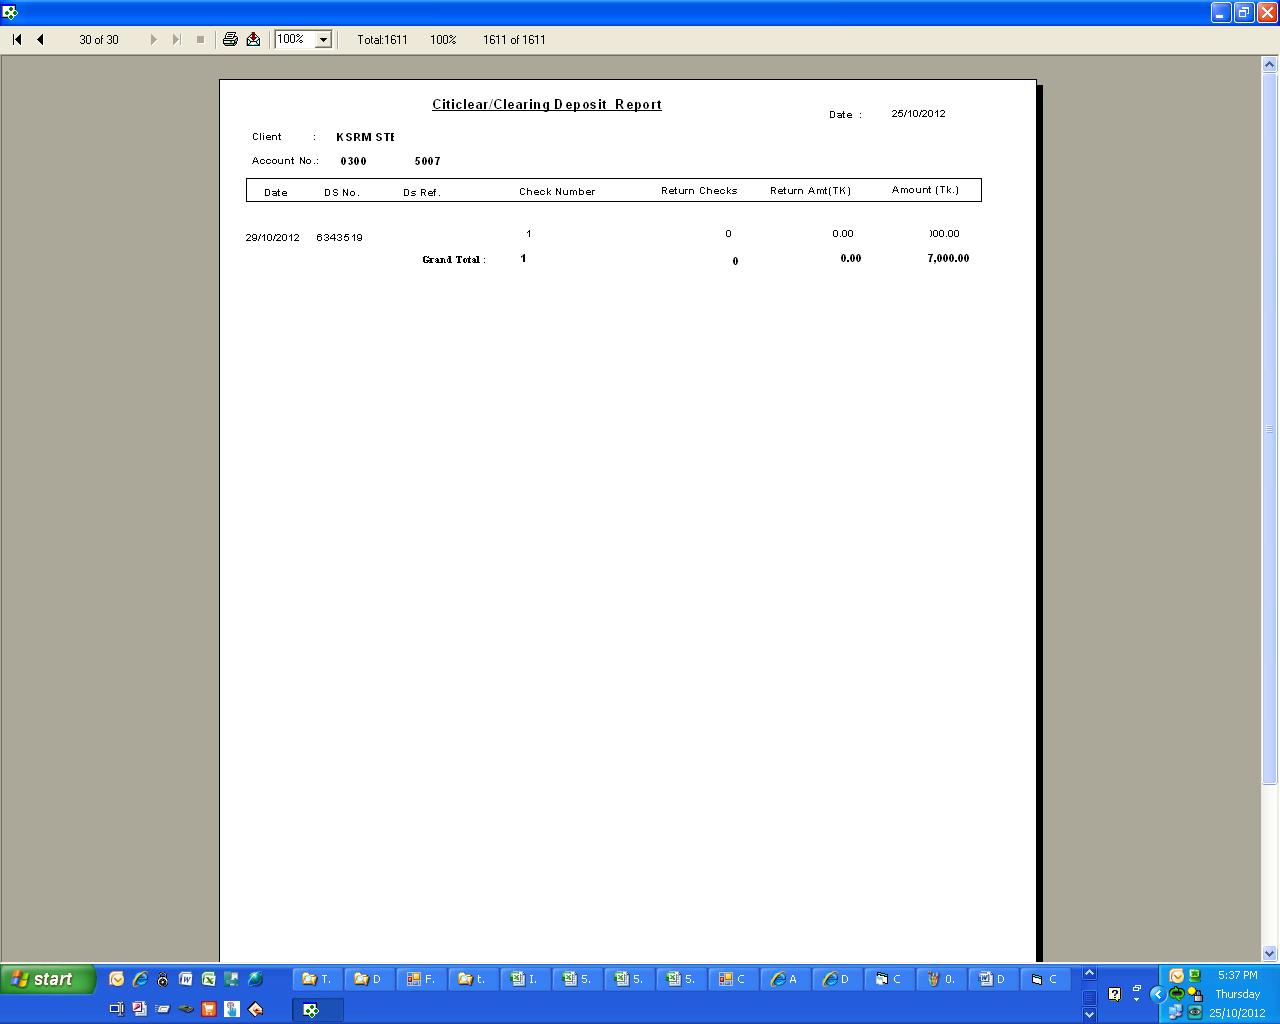 30 of 30 100% Total:1611 100% 1611 of 1611
Citiclear/Clearing Deposit Report
Date : 25/10/2012
Client : KSRM STE
Account No.: 0300 5007
Date DS No. Ds Ref. Check Number Return Checks Return Amt(TK) Amount (Tk.)
29/10/2012 6343519 1 0 0.00 00.00
Grand Total : 1 0 0.00 7,000.00
start T. D F. t. I. 5. 5. 5. C A D C 0. D C 5:37 PM
Thursday
25/10/2012